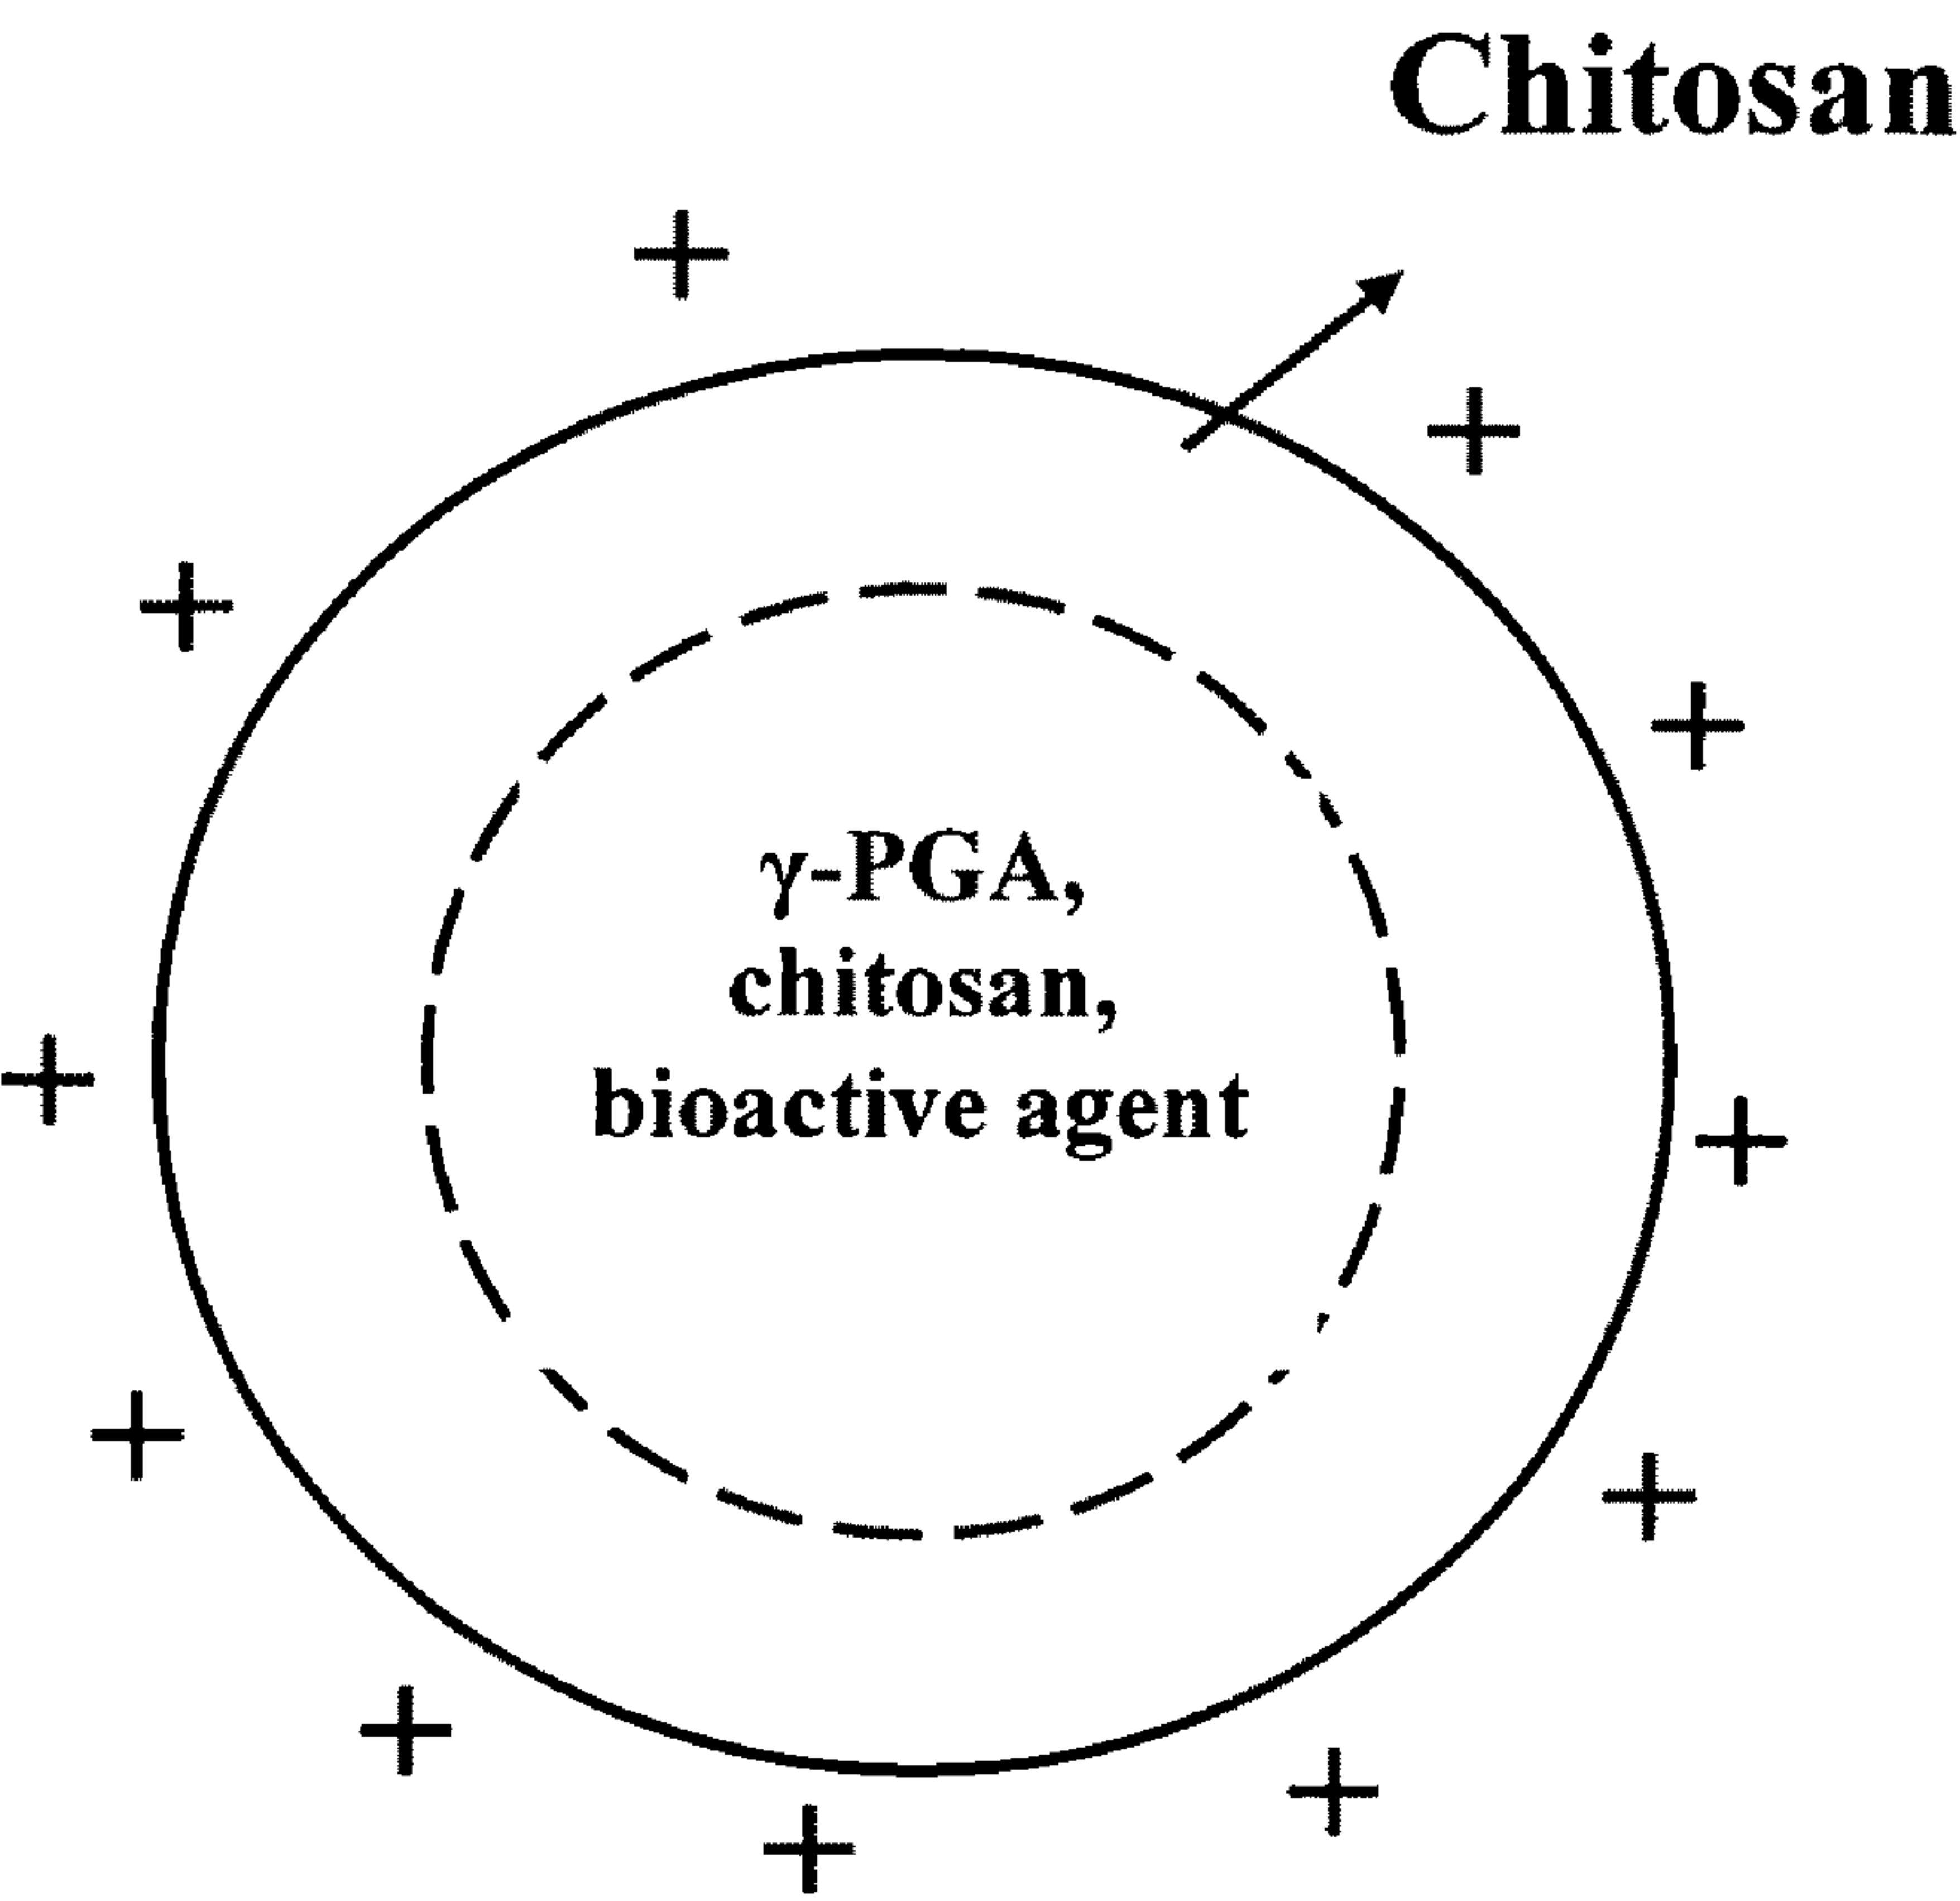 Chitosan
γ-PGA,
chitosan,
bioactive agent